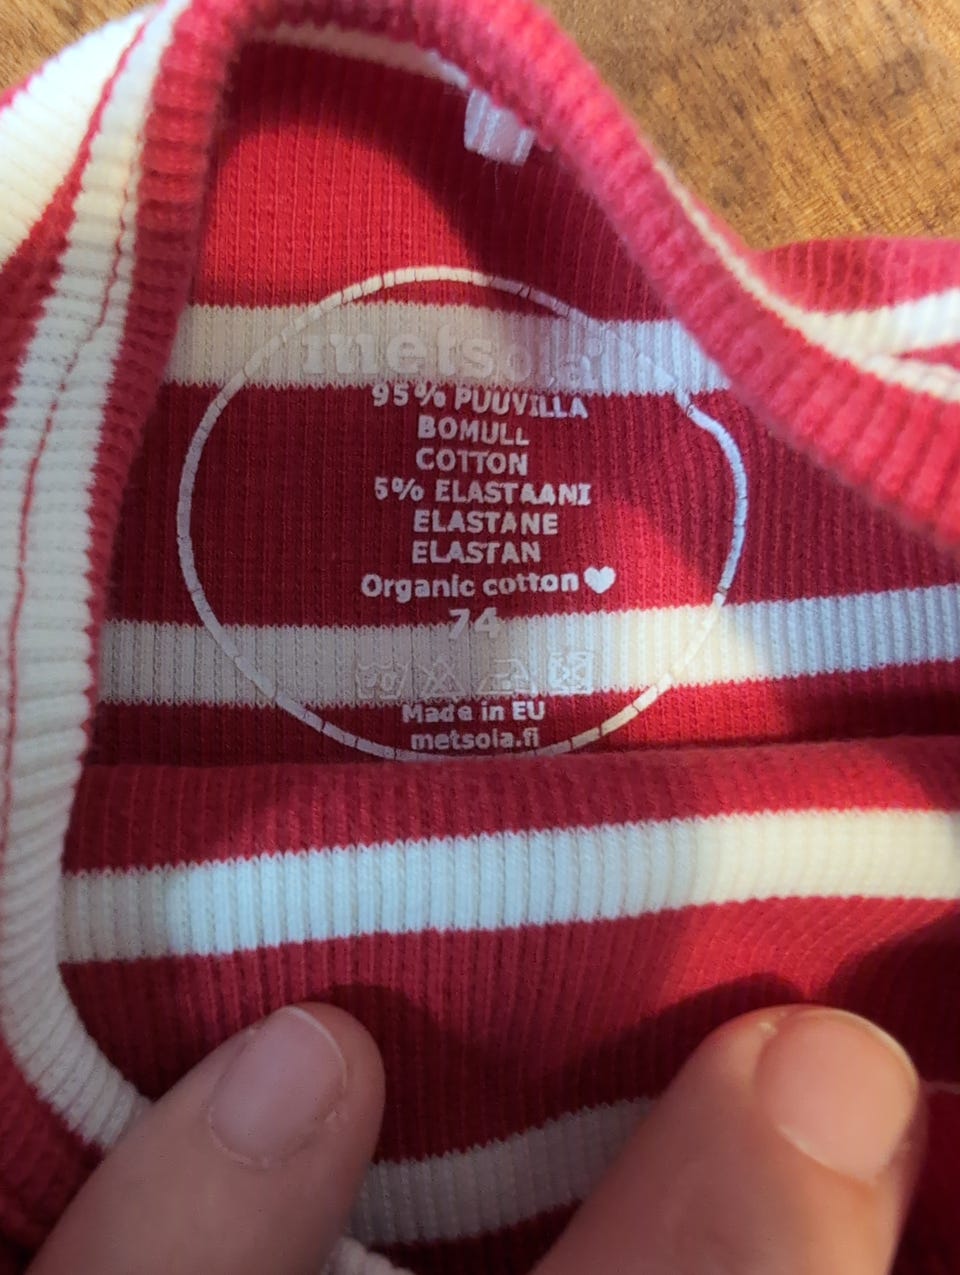 metsola
95% PUUVILLA
BOMULL
COTTON
5% ELASTAANI
ELASTANE
ELASTAN
Organic cotton
74
Made in EU
metsola.fi